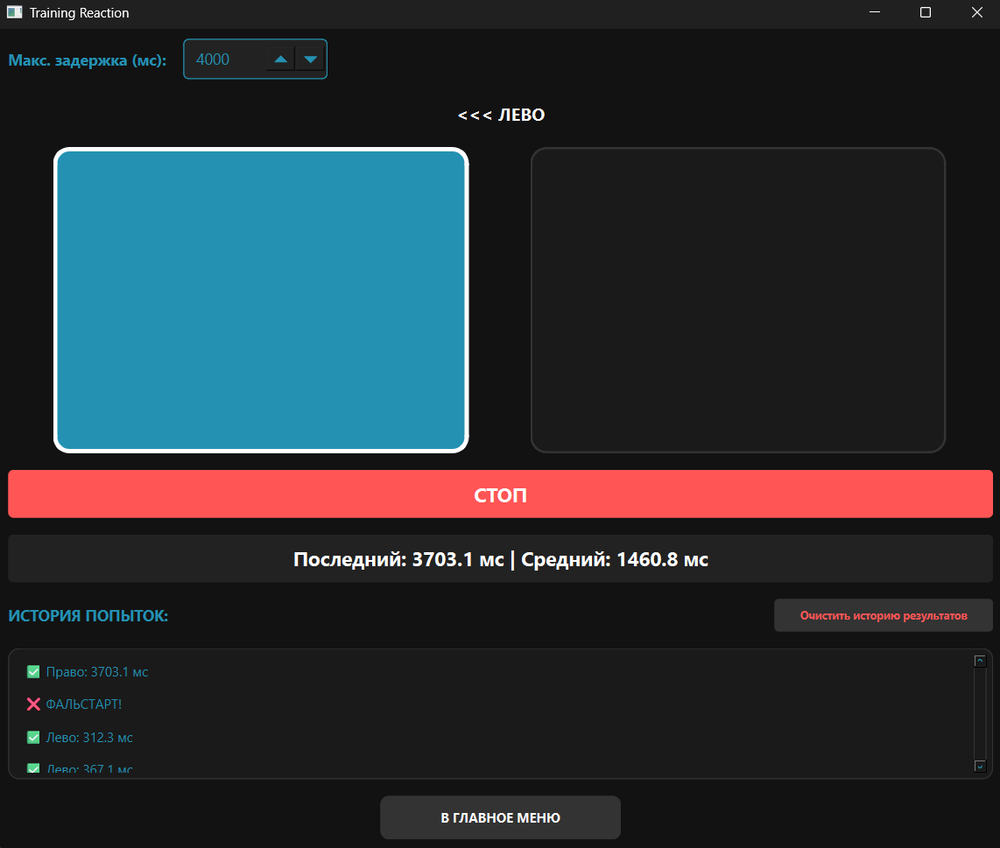 Training Reaction
Макс. задержка (мс): 4000
<<< ЛЕВО
СТОП
Последний: 3703.1 мс | Средний: 1460.8 мс
ИСТОРИЯ ПОПЫТОК:
Очистить историю результатов
✅ Право: 3703.1 мс
❌ ФАЛЬСТАРТ!
✅ Лево: 312.3 мс
✅ Лево: 367.1 мс
В ГЛАВНОЕ МЕНЮ